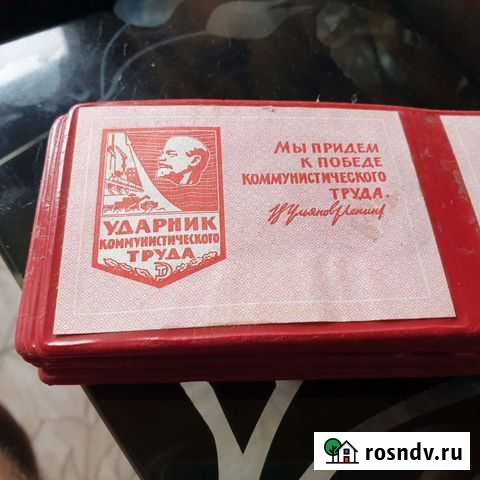 УДАРНИК
КОММУНИСТИЧЕСКОГО
ТРУДА
МЫ ПРИДЕМ
К ПОБЕДЕ
КОММУНИСТИЧЕСКОГО
ТРУДА.
В Ульянов (Ленин)
rosndv.ru